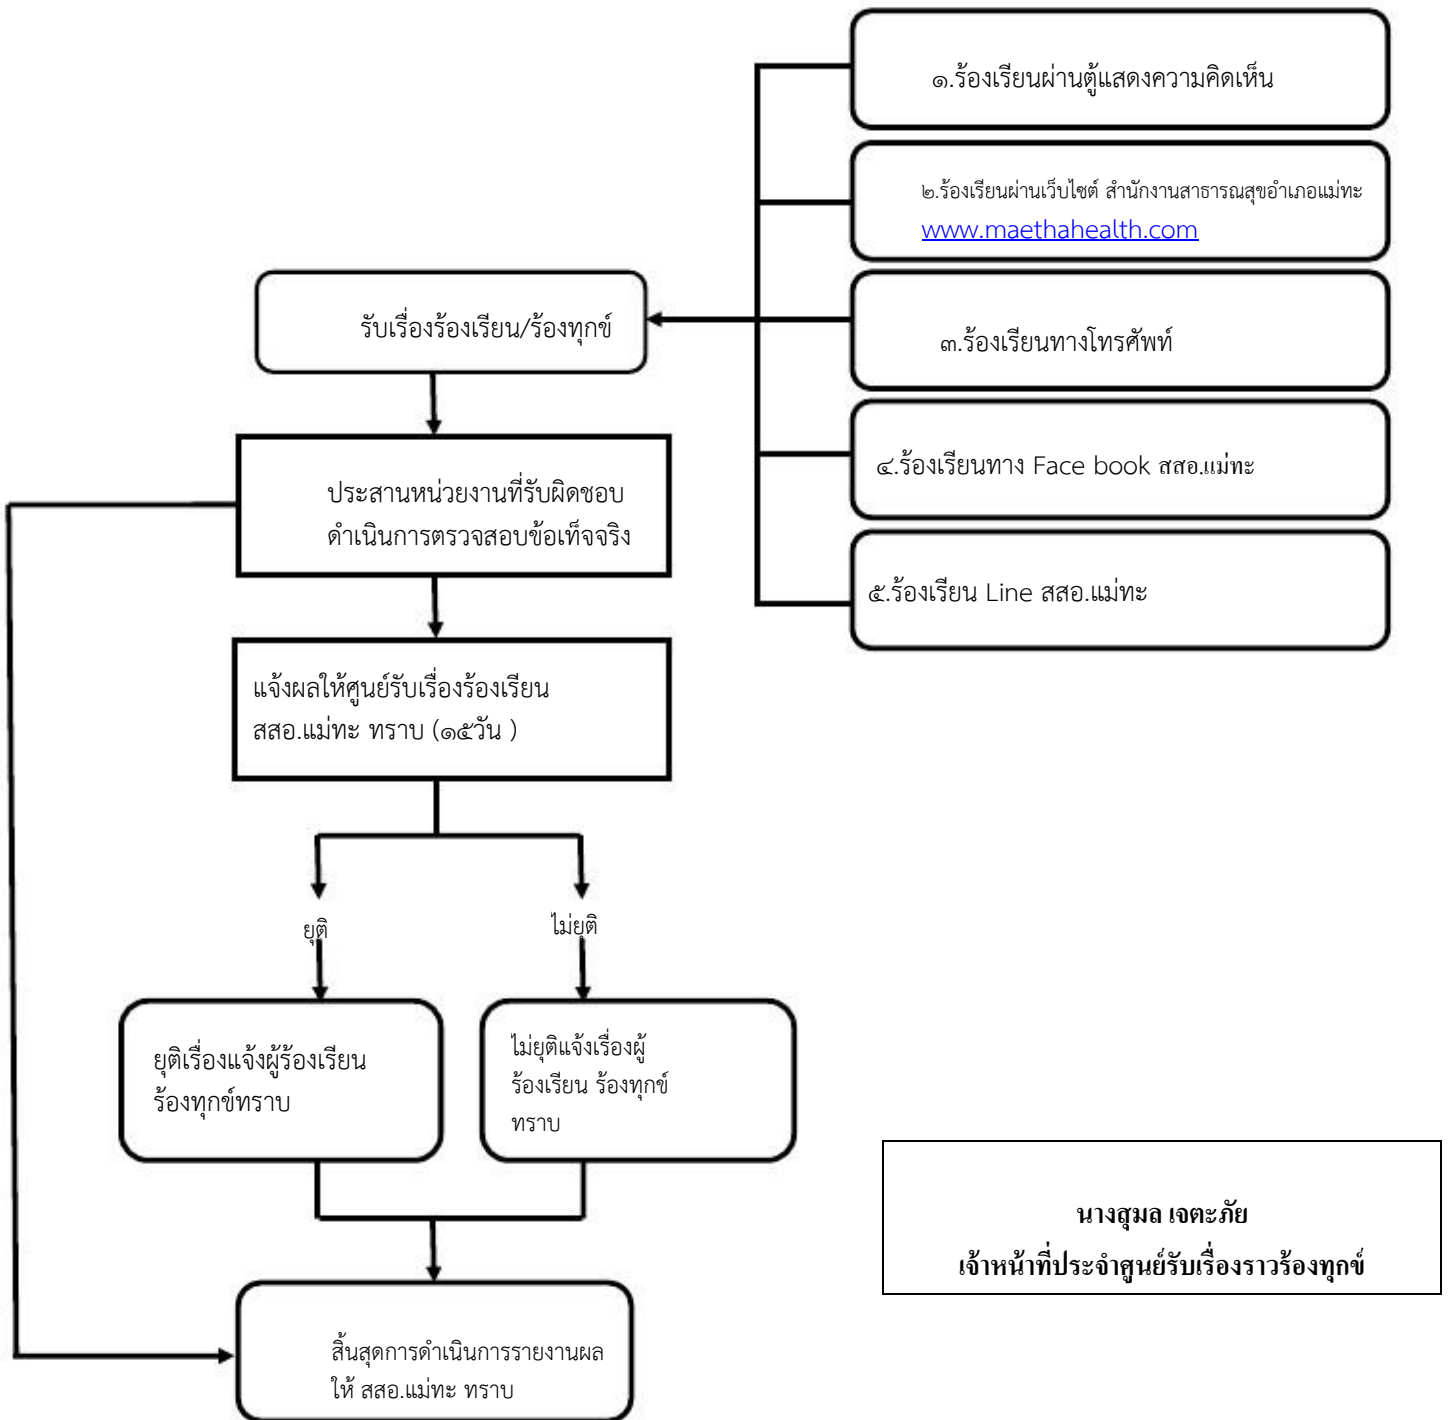 ๑.ร้องเรียนผ่านตู้แสดงความคิดเห็น
๒.ร้องเรียนผ่านเว็บไซต์ สำนักงานสาธารณสุขอำเภอแม่ทะ
www.maethahealth.com
รับเรื่องร้องเรียน/ร้องทุกข์
๓.ร้องเรียนทางโทรศัพท์
๔.ร้องเรียนทาง Face book สสอ.แม่ทะ
๕.ร้องเรียน Line สสอ.แม่ทะ
ประสานหน่วยงานที่รับผิดชอบ
ดำเนินการตรวจสอบข้อเท็จจริง
แจ้งผลให้ศูนย์รับเรื่องร้องเรียน
สสอ.แม่ทะ ทราบ (๑๕วัน )
ยุติ
ไม่ยุติ
ยุติเรื่องแจ้งผู้ร้องเรียน
ร้องทุกข์ทราบ
ไม่ยุติแจ้งเรื่องผู้
ร้องเรียน ร้องทุกข์
ทราบ
นางสุมล เจตะภัย
เจ้าหน้าที่ประจำศูนย์รับเรื่องราวร้องทุกข์
สิ้นสุดการดำเนินการรายงานผล
ให้ สสอ.แม่ทะ ทราบ